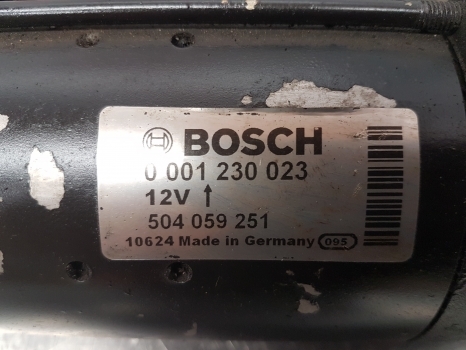 BOSCH
0 001 230 023
12V ↑
504 059 251
10624 Made in Germany 095